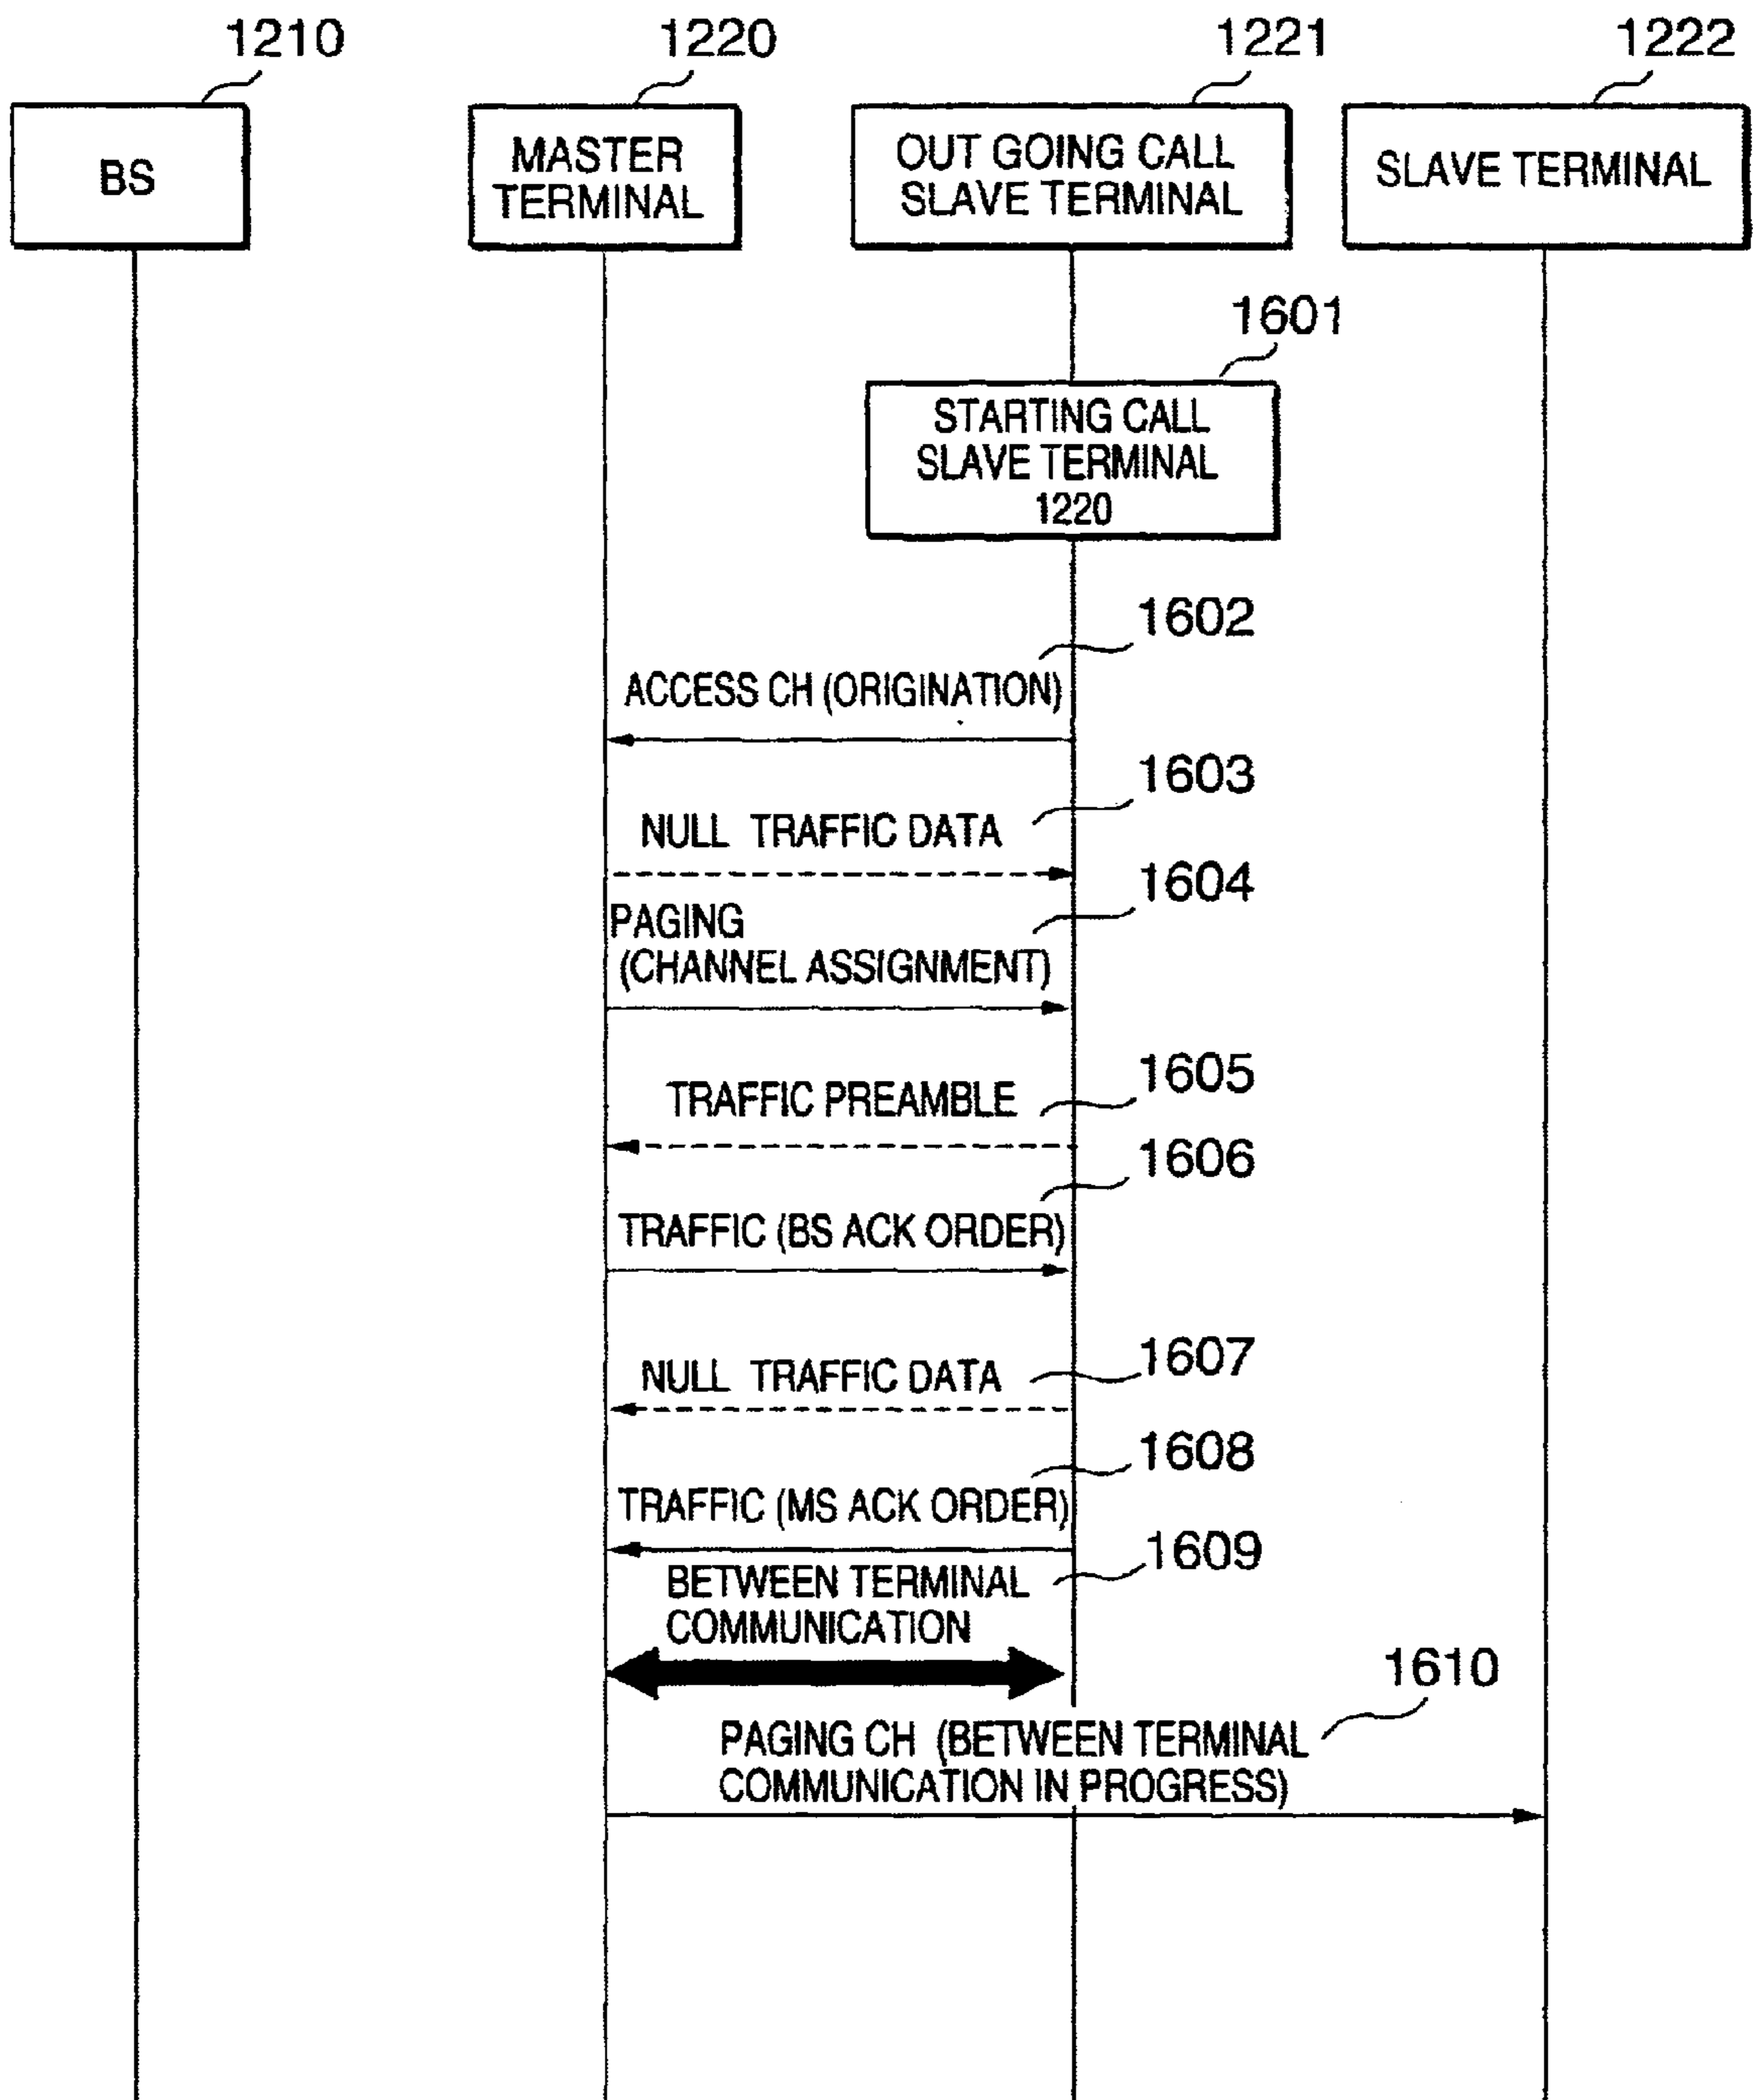 1210
1220
1221
1222
BS
MASTER
TERMINAL
OUT GOING CALL
SLAVE TERMINAL
SLAVE TERMINAL
1601
STARTING CALL
SLAVE TERMINAL
1220
1602
ACCESS CH (ORIGINATION)
1603
NULL TRAFFIC DATA
1604
PAGING
(CHANNEL ASSIGNMENT)
1605
TRAFFIC PREAMBLE
1606
TRAFFIC (BS ACK ORDER)
1607
NULL TRAFFIC DATA
1608
TRAFFIC (MS ACK ORDER)
1609
BETWEEN TERMINAL
COMMUNICATION
1610
PAGING CH (BETWEEN TERMINAL
COMMUNICATION IN PROGRESS)